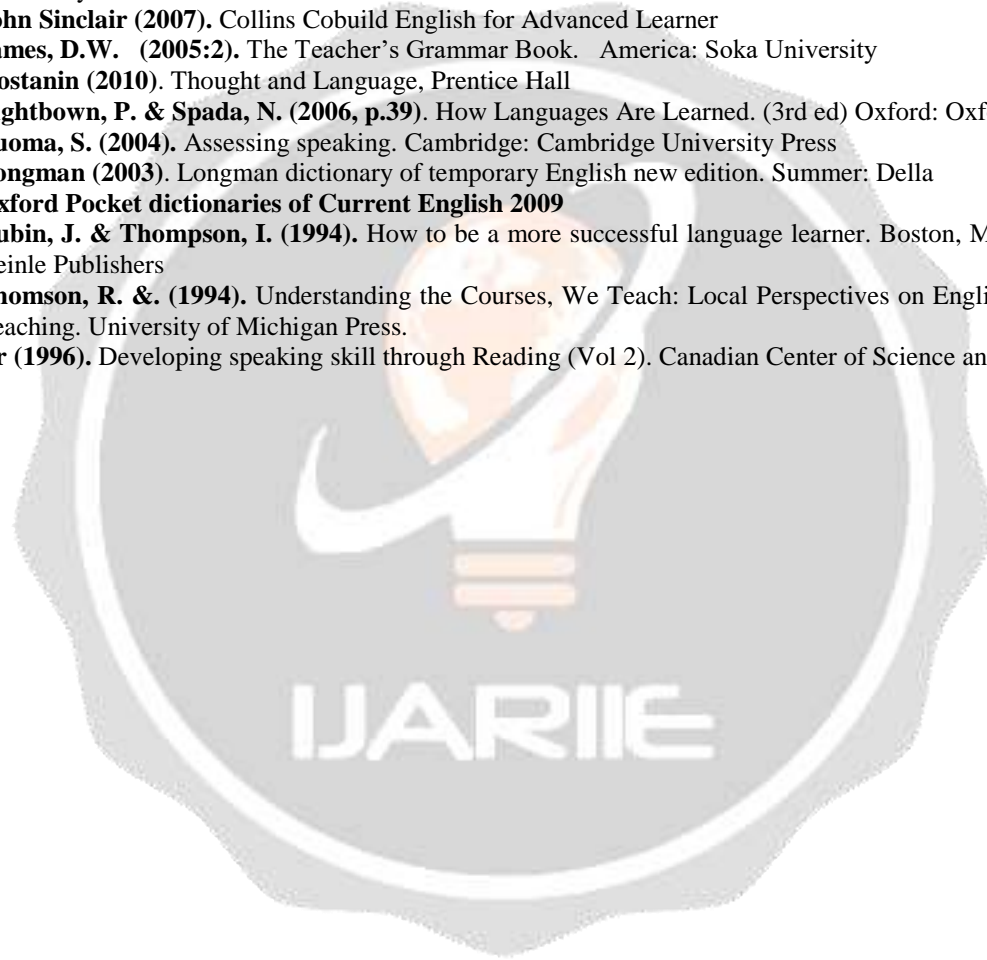 ohn Sinclair (2007). Collins Cobuild English for Advanced Learner
ames, D.W. (2005:2). The Teacher's Grammar Book. America: Soka University
ostanin (2010). Thought and Language, Prentice Hall
ghtbown, P. & Spada, N. (2006, p.39). How Languages Are Learned. (3rd ed) Oxford: Oxf
uoma, S. (2004). Assessing speaking. Cambridge: Cambridge University Press
ongman (2003). Longman dictionary of temporary English new edition. Summer: Della
xford Pocket dictionaries of Current English 2009
ubin, J. & Thompson, I. (1994). How to be a more successful language learner. Boston, M
einle Publishers
homson, R. &. (1994). Understanding the Courses, We Teach: Local Perspectives on Engli
eaching. University of Michigan Press.
r (1996). Developing speaking skill through Reading (Vol 2). Canadian Center of Science an
IJARIIE